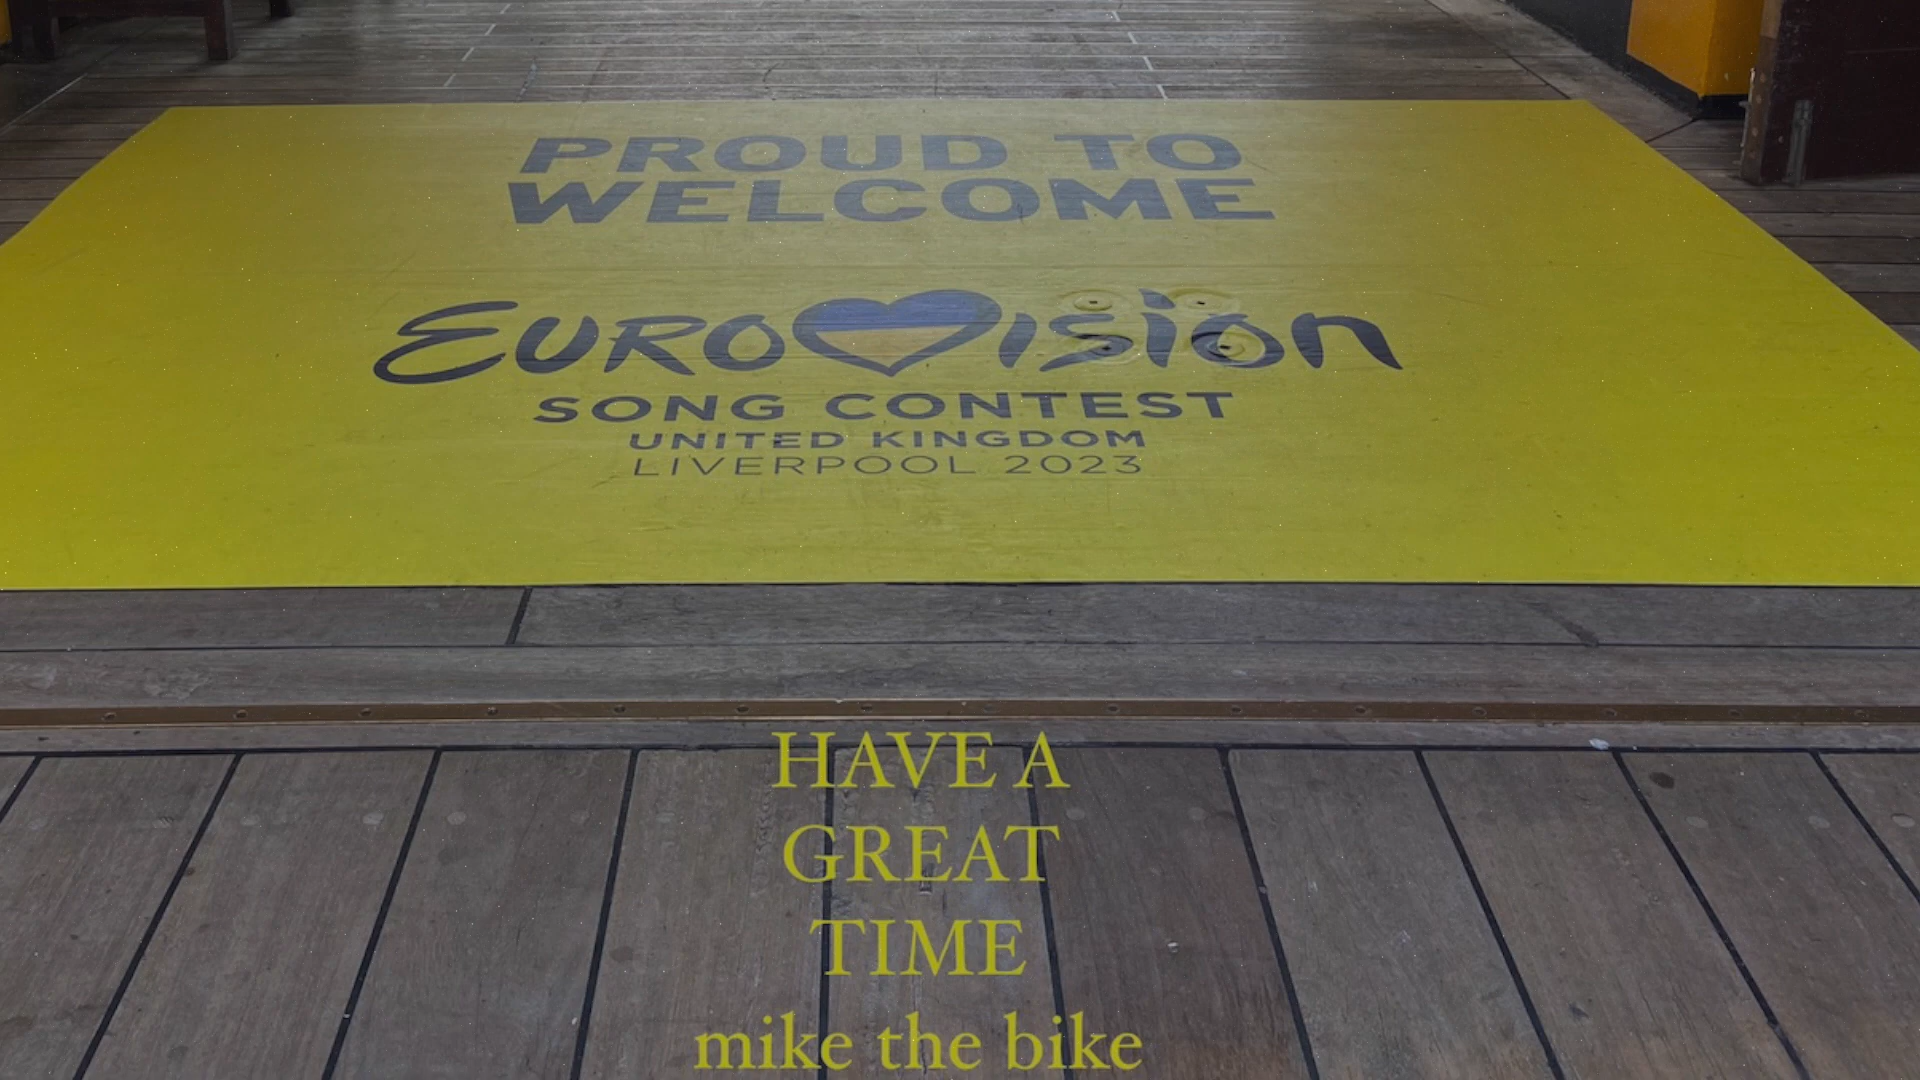 PROUD TO
WELCOME
EUROVISION
SONG CONTEST
UNITED KINGDOM
LIVERPOOL 2023
HAVE A
GREAT
TIME
mike the bike